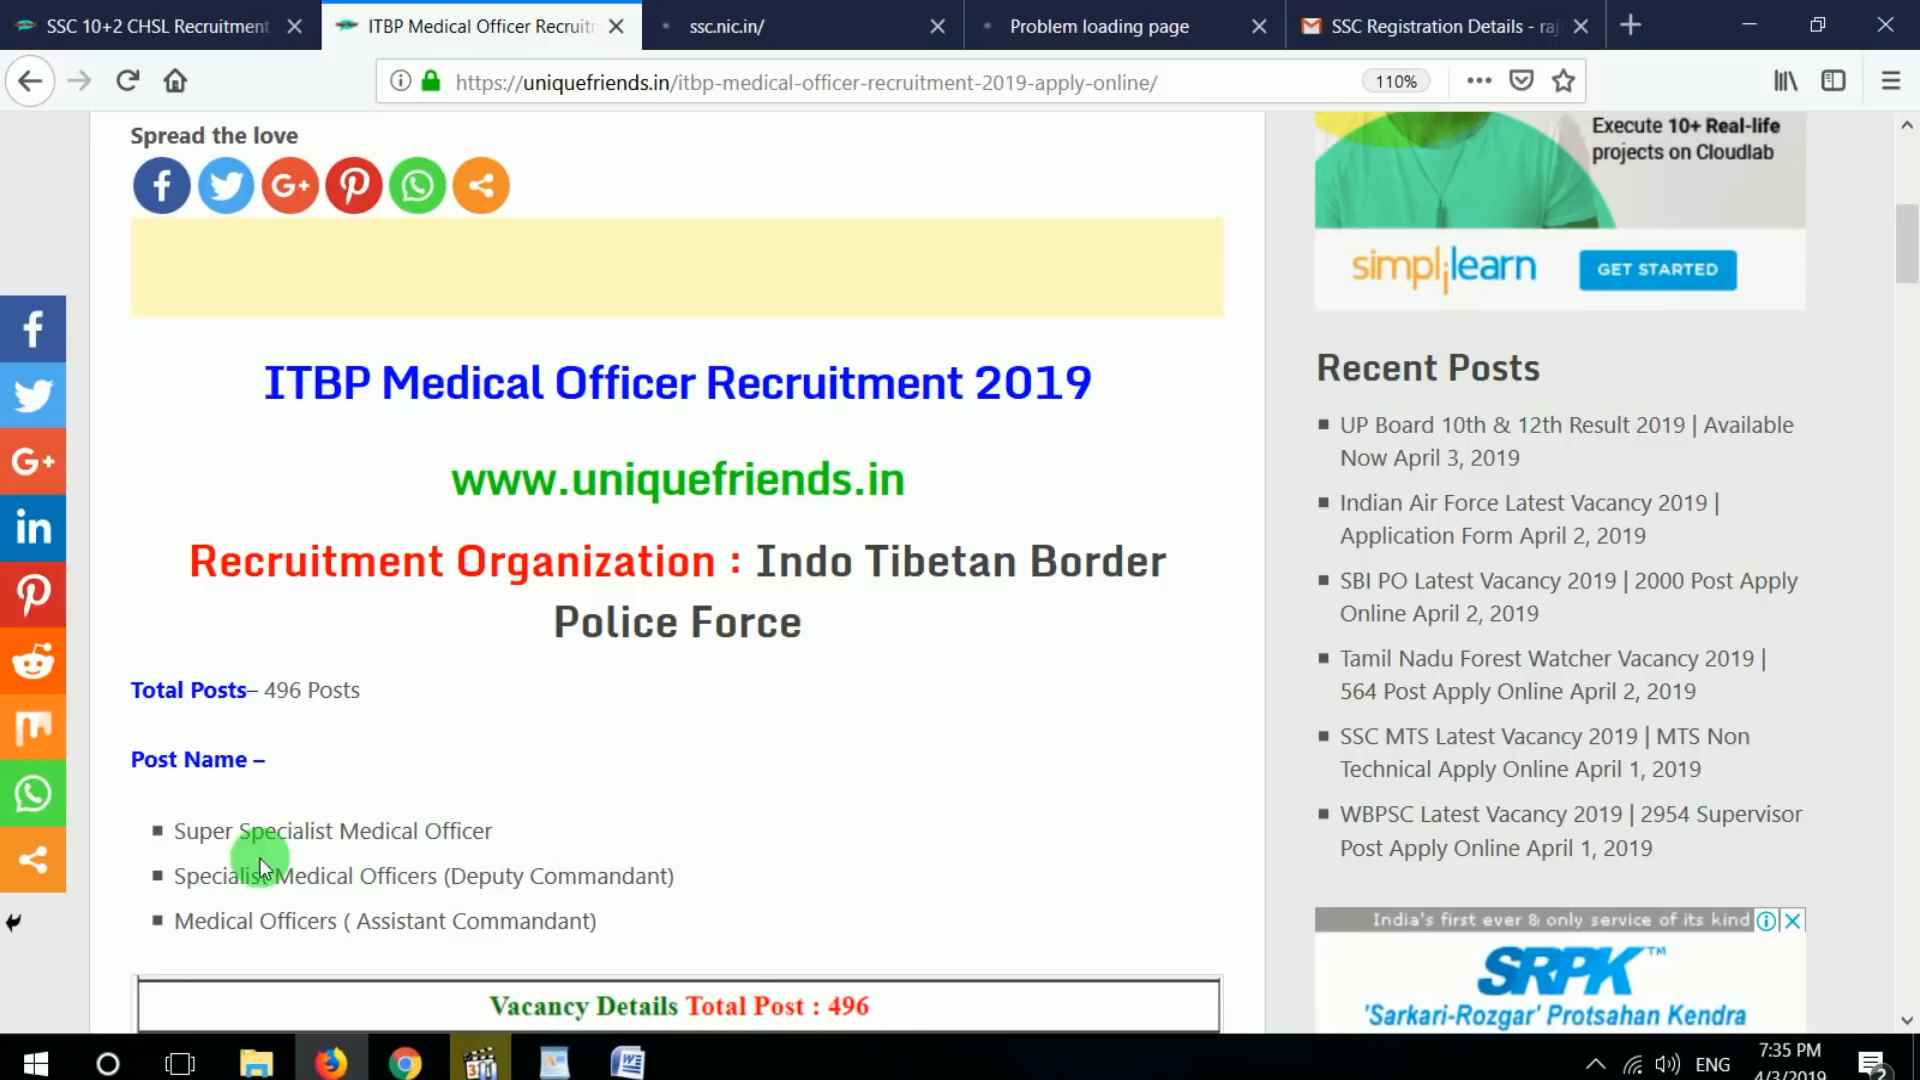 SSC 10+2 CHSL Recruitment
ITBP Medical Officer Recruitm
ssc.nic.in/
Problem loading page
SSC Registration Details - raj
https://uniquefriends.in/itbp-medical-officer-recruitment-2019-apply-online/
110%
Spread the love
Execute 10+ Real-life
projects on Cloudlab
simplilearn
GET STARTED
ITBP Medical Officer Recruitment 2019
www.uniquefriends.in
Recruitment Organization : Indo Tibetan Border
Police Force
Total Posts– 496 Posts
Post Name –
Super Specialist Medical Officer
Specialist Medical Officers (Deputy Commandant)
Medical Officers ( Assistant Commandant)
Vacancy Details Total Post : 496
Recent Posts
UP Board 10th & 12th Result 2019 | Available
Now April 3, 2019
Indian Air Force Latest Vacancy 2019 |
Application Form April 2, 2019
SBI PO Latest Vacancy 2019 | 2000 Post Apply
Online April 2, 2019
Tamil Nadu Forest Watcher Vacancy 2019 |
564 Post Apply Online April 2, 2019
SSC MTS Latest Vacancy 2019 | MTS Non
Technical Apply Online April 1, 2019
WBPSC Latest Vacancy 2019 | 2954 Supervisor
Post Apply Online April 1, 2019
India's first ever & only service of its kind
SRPK™
'Sarkari-Rozgar' Protsahan Kendra
ENG
7:35 PM
4/3/2019
2